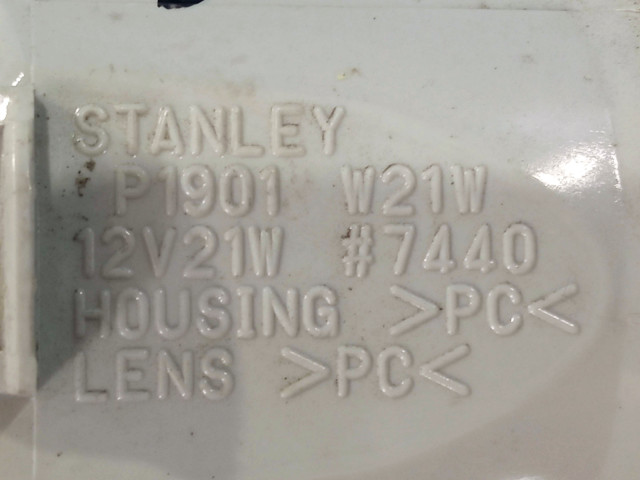 STANLEY
P1901 W21W
12V21W #7440
HOUSING >PC<
LENS >PC<